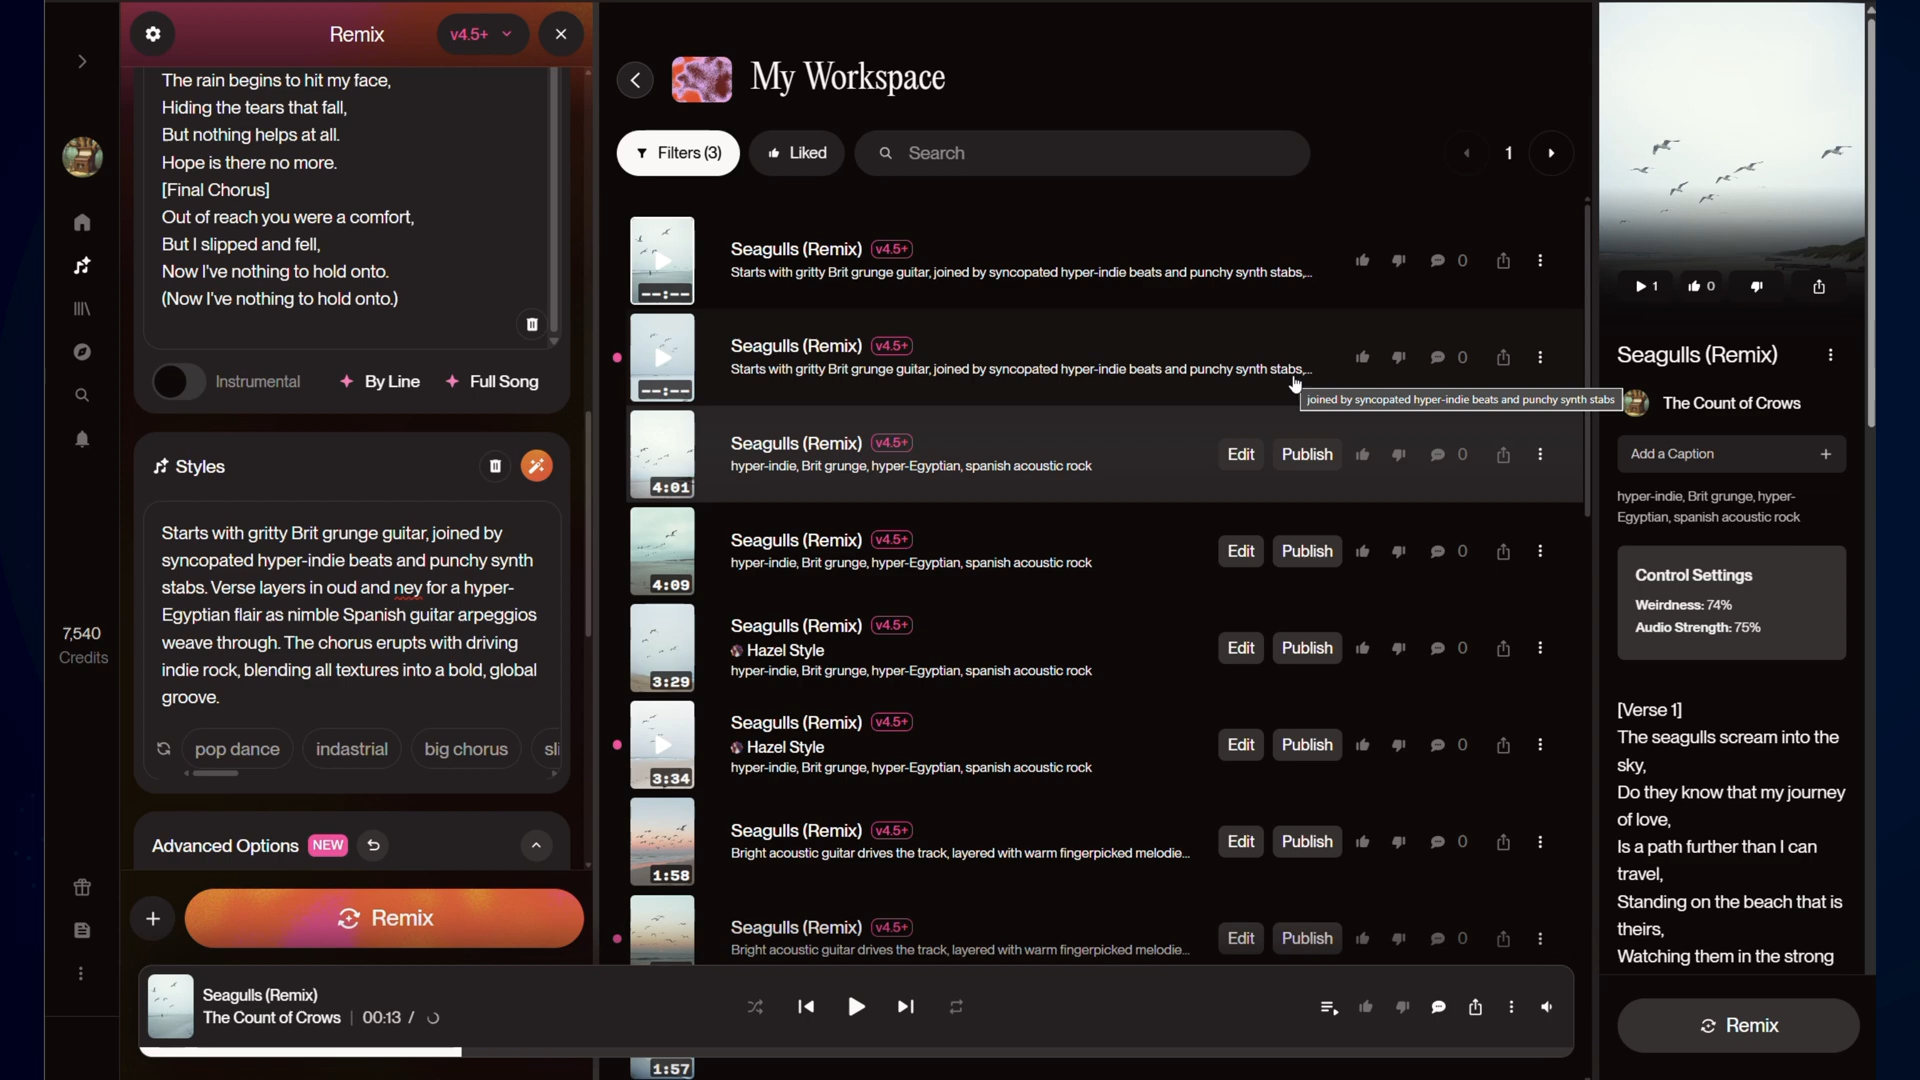 Remix
v4.5+
The rain begins to hit my face,
Hiding the tears that fall,
But nothing helps at all.
Hope is there no more.
[Final Chorus]
Out of reach you were a comfort,
But I slipped and fell,
Now I've nothing to hold onto.
(Now I've nothing to hold onto.)
Instrumental
By Line
Full Song
Styles
Starts with gritty Brit grunge guitar, joined by
syncopated hyper-indie beats and punchy synth
stabs. Verse layers in oud and ney for a hyper-
Egyptian flair as nimble Spanish guitar arpeggios
weave through. The chorus erupts with driving
indie rock, blending all textures into a bold, global
groove.
pop dance
indastrial
big chorus
sli
Advanced Options NEW
Remix
7,540
Credits
My Workspace
Filters (3)
Liked
Search
1
Seagulls (Remix) v4.5+
Starts with gritty Brit grunge guitar, joined by syncopated hyper-indie beats and punchy synth stabs,...
--:--
0
Seagulls (Remix) v4.5+
Starts with gritty Brit grunge guitar, joined by syncopated hyper-indie beats and punchy synth stabs,...
--:--
0
joined by syncopated hyper-indie beats and punchy synth stabs
Seagulls (Remix) v4.5+
hyper-indie, Brit grunge, hyper-Egyptian, spanish acoustic rock
4:01
Edit
Publish
0
Seagulls (Remix) v4.5+
hyper-indie, Brit grunge, hyper-Egyptian, spanish acoustic rock
4:09
Edit
Publish
0
Seagulls (Remix) v4.5+
Hazel Style
hyper-indie, Brit grunge, hyper-Egyptian, spanish acoustic rock
3:29
Edit
Publish
0
Seagulls (Remix) v4.5+
Hazel Style
hyper-indie, Brit grunge, hyper-Egyptian, spanish acoustic rock
3:34
Edit
Publish
0
Seagulls (Remix) v4.5+
Bright acoustic guitar drives the track, layered with warm fingerpicked melodie...
1:58
Edit
Publish
0
Seagulls (Remix) v4.5+
Bright acoustic guitar drives the track, layered with warm fingerpicked melodie...
Edit
Publish
0
1:57
Seagulls (Remix)
The Count of Crows
00:13 /
1
0
Seagulls (Remix)
The Count of Crows
Add a Caption
hyper-indie, Brit grunge, hyper-
Egyptian, spanish acoustic rock
Control Settings
Weirdness: 74%
Audio Strength: 75%
[Verse 1]
The seagulls scream into the
sky,
Do they know that my journey
of love,
Is a path further than I can
travel,
Standing on the beach that is
theirs,
Watching them in the strong
Remix